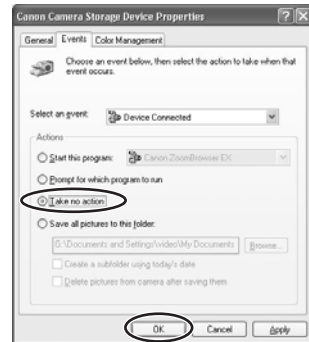 Canon Camera Storage Device Properties
General Events Color Management
Choose an event below, then select the action to take when that
event occurs.
Select an event: Device Connected
Actions
Start this program: Canon ZoomBrowser EX
Prompt for which program to run
Take no action
Save all pictures to this folder:
G:\Documents and Settings\video\My Documents Browse...
Create a subfolder using today's date
Delete pictures from camera after saving them
OK Cancel Apply